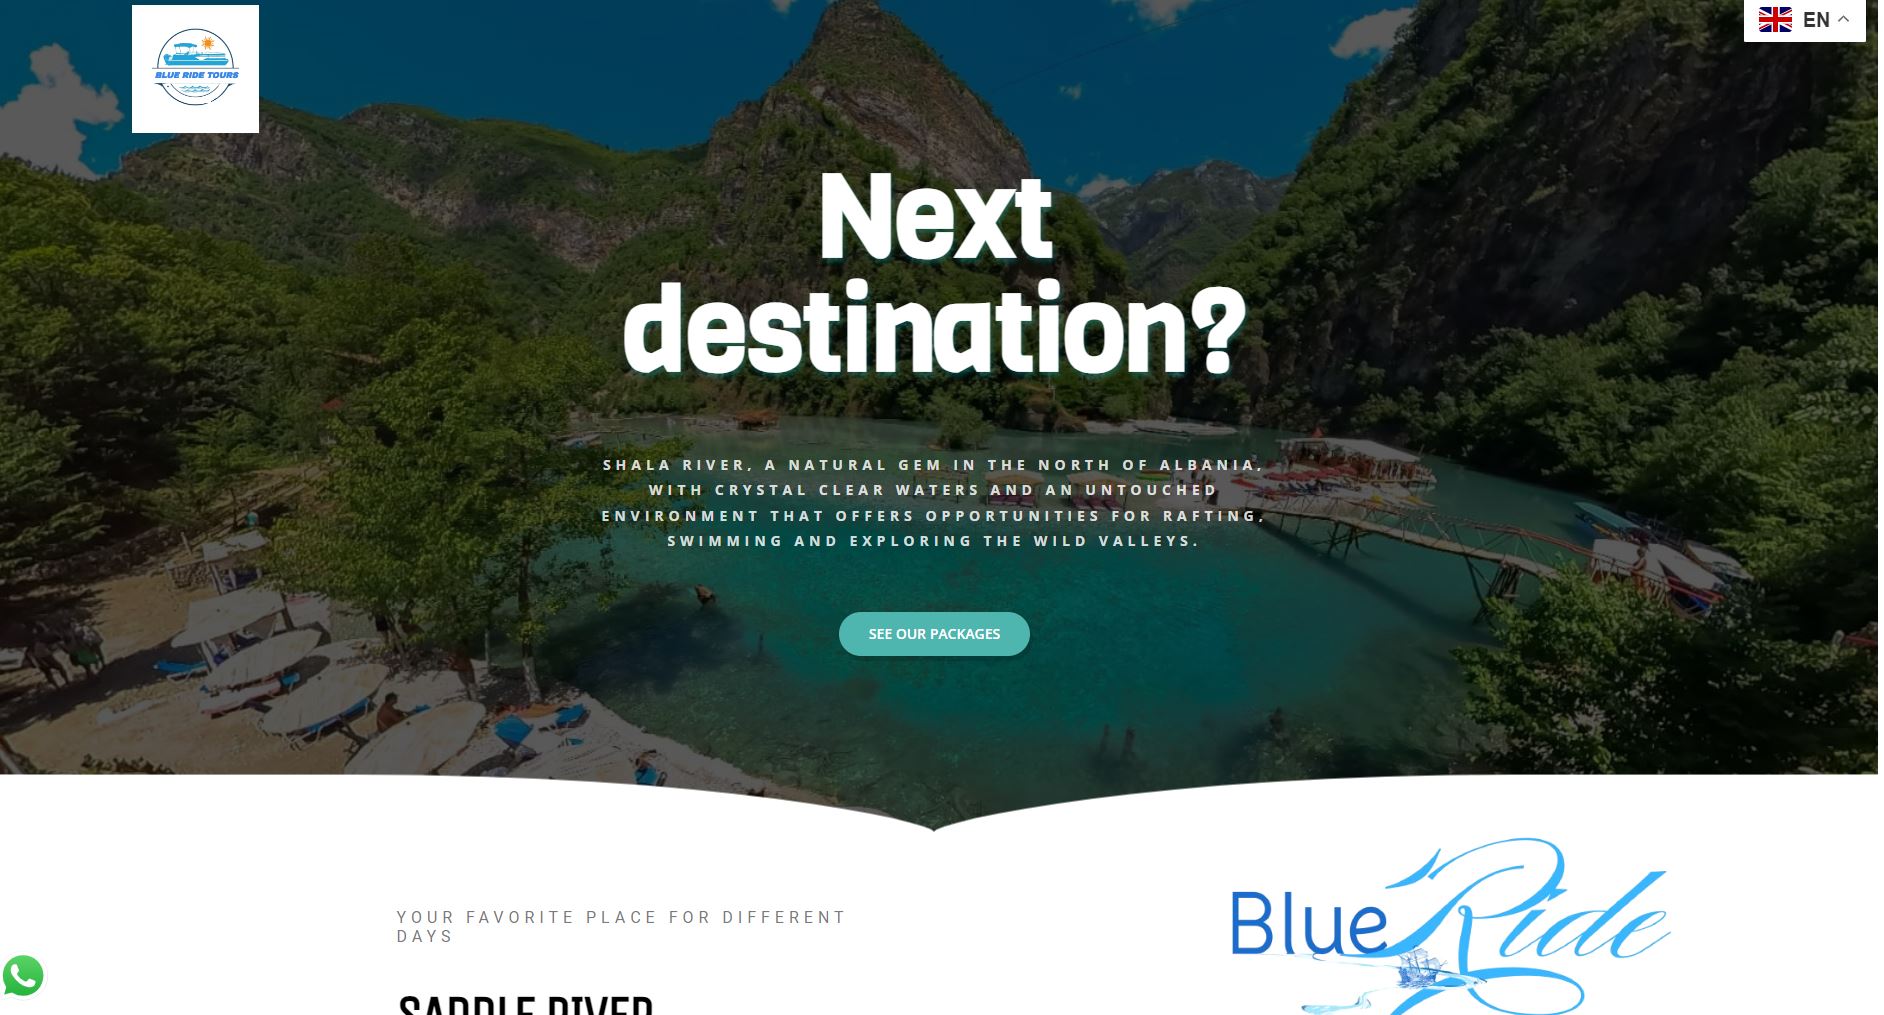 BLUE RIDE TOURS
EN
Next
destination?
SHALA RIVER, A NATURAL GEM IN THE NORTH OF ALBANIA,
WITH CRYSTAL CLEAR WATERS AND AN UNTOUCHED
ENVIRONMENT THAT OFFERS OPPORTUNITIES FOR RAFTING,
SWIMMING AND EXPLORING THE WILD VALLEYS.
SEE OUR PACKAGES
YOUR FAVORITE PLACE FOR DIFFERENT
DAYS
Blue Ride
SADDLE RIVER